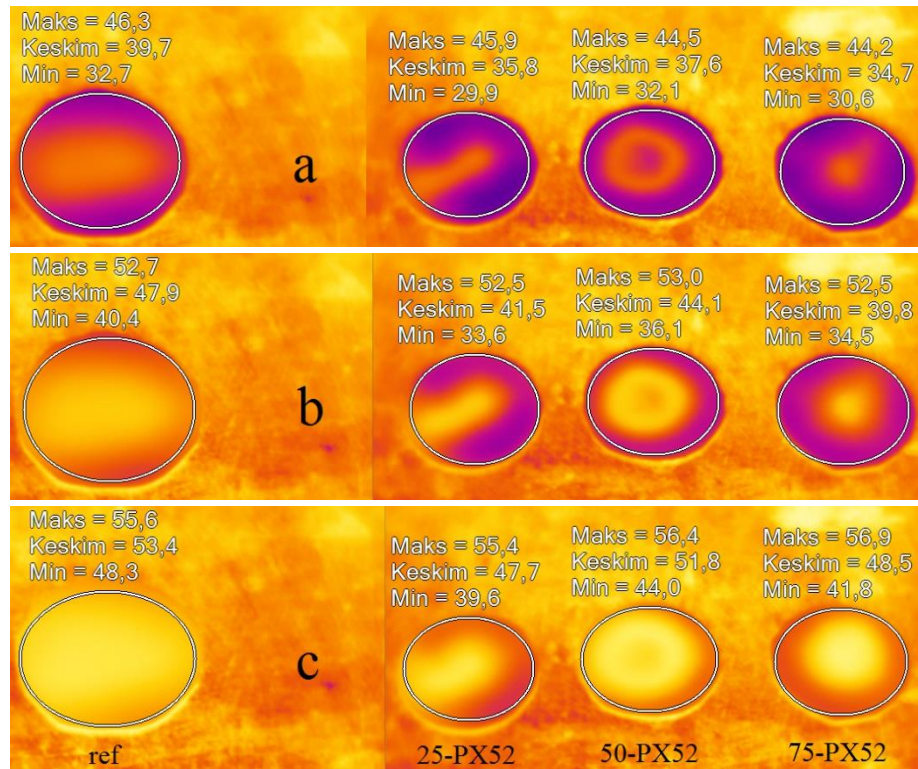 Maks = 46,3
Keskim = 39,7
Min = 32,7
Maks = 45,9
Keskim = 35,8
Min = 29,9
Maks = 44,5
Keskim = 37,6
Min = 32,1
Maks = 44,2
Keskim = 34,7
Min = 30,6
a
Maks = 52,7
Keskim = 47,9
Min = 40,4
Maks = 52,5
Keskim = 41,5
Min = 33,6
Maks = 53,0
Keskim = 44,1
Min = 36,1
Maks = 52,5
Keskim = 39,8
Min = 34,5
b
Maks = 55,6
Keskim = 53,4
Min = 48,3
Maks = 55,4
Keskim = 47,7
Min = 39,6
Maks = 56,4
Keskim = 51,8
Min = 44,0
Maks = 56,9
Keskim = 48,5
Min = 41,8
c
ref
25-PX52
50-PX52
75-PX52